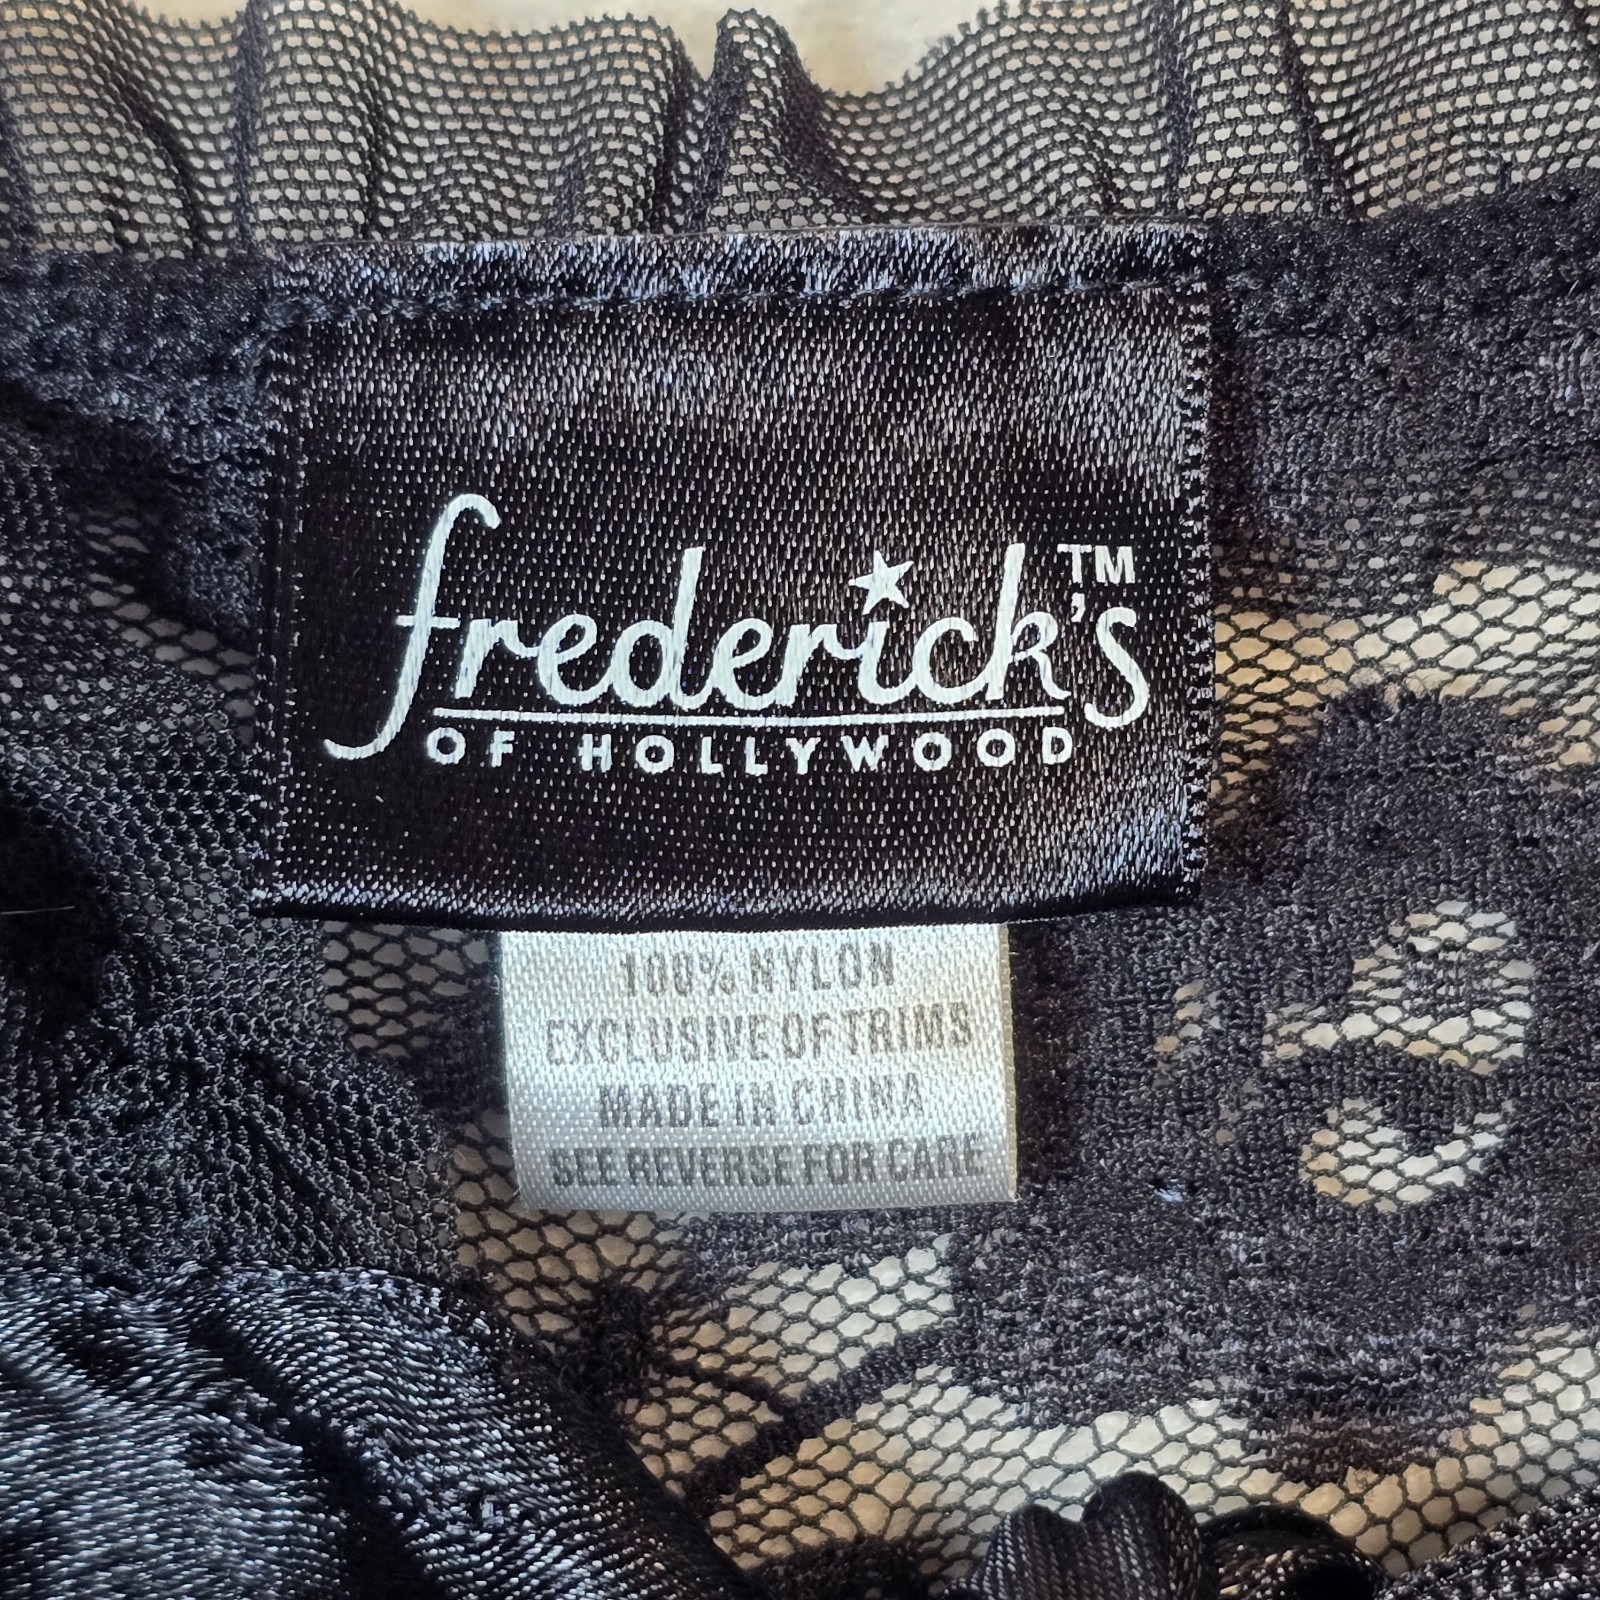 frederick's™
OF HOLLYWOOD
100% NYLON
EXCLUSIVE OF TRIMS
MADE IN CHINA
SEE REVERSE FOR CARE